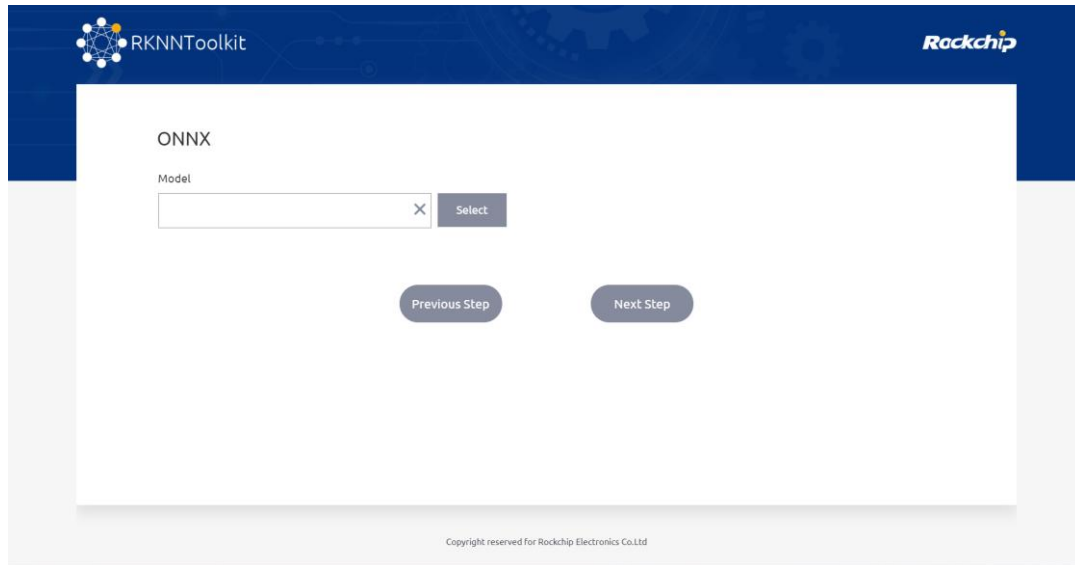 RKNNToolkit
Rockchip
ONNX
Model
Select
Previous Step
Next Step
Copyright reserved for Rockchip Electronics Co.Ltd